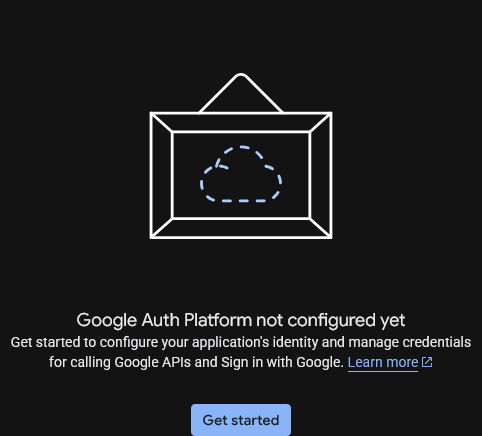 Google Auth Platform not configured yet
Get started to configure your application's identity and manage credentials
for calling Google APIs and Sign in with Google. Learn more
Get started